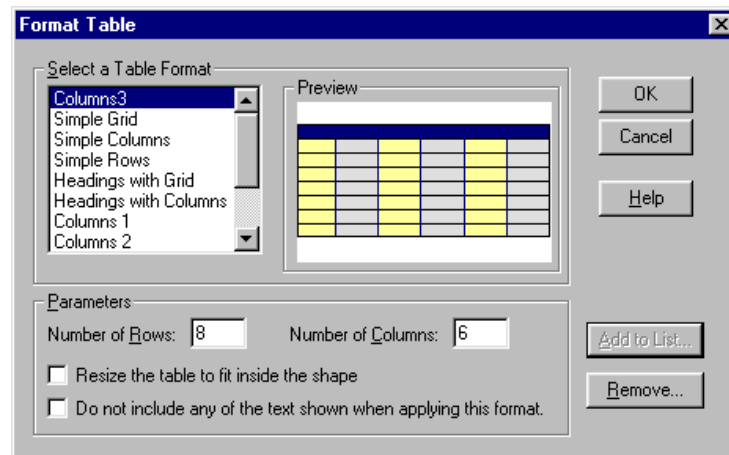 Format Table
Select a Table Format
Columns3
Simple Grid
Simple Columns
Simple Rows
Headings with Grid
Headings with Columns
Columns 1
Columns 2
Preview
OK
Cancel
Help
Parameters
Number of Rows: 8 Number of Columns: 6
Resize the table to fit inside the shape
Do not include any of the text shown when applying this format.
Add to List...
Remove...